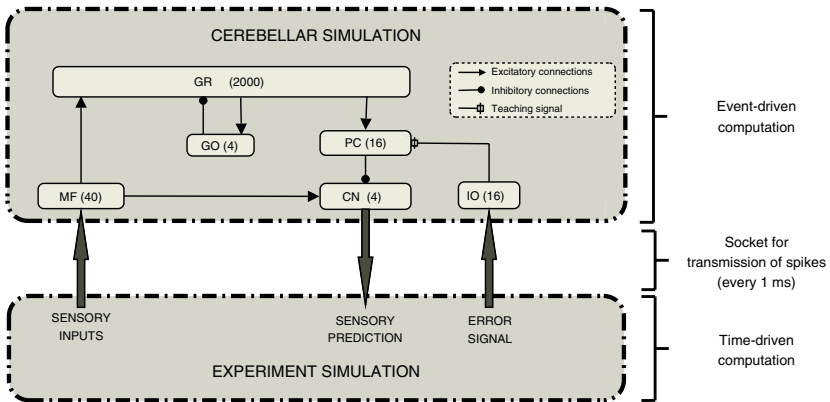 CEREBELLAR SIMULATION
GR (2000)
Excitatory connections
Inhibitory connections
Teaching signal
GO (4)
PC (16)
MF (40)
CN (4)
IO (16)
Event-driven
computation
Socket for
transmission of spikes
(every 1 ms)
SENSORY
INPUTS
SENSORY
PREDICTION
ERROR
SIGNAL
EXPERIMENT SIMULATION
Time-driven
computation